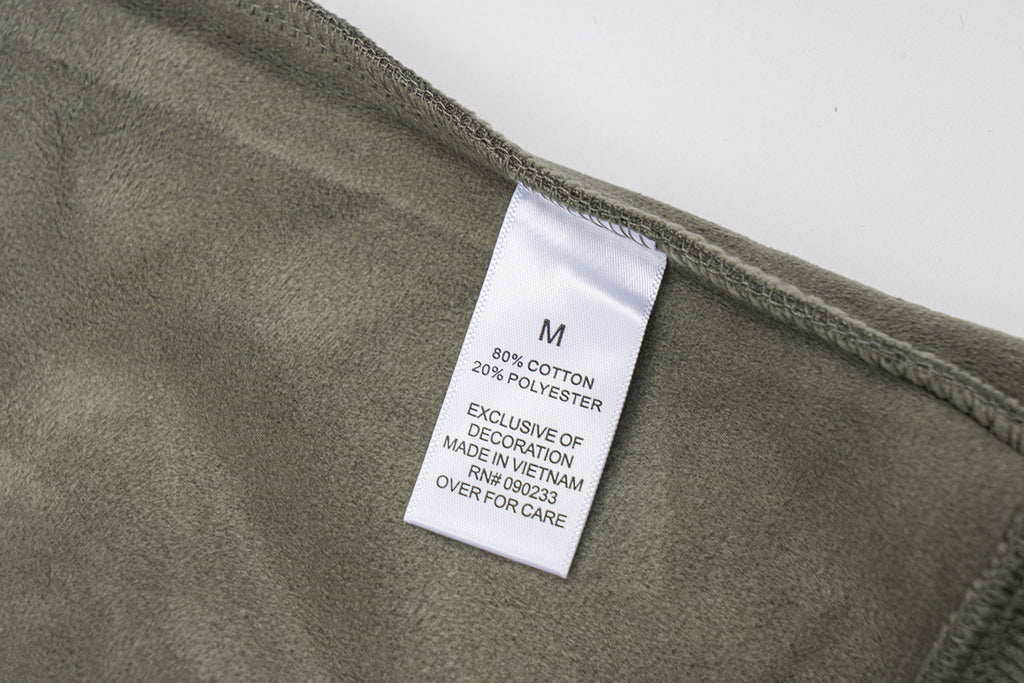 M
80% COTTON
20% POLYESTER
EXCLUSIVE OF
DECORATION
MADE IN VIETNAM
RN# 090233
OVER FOR CARE